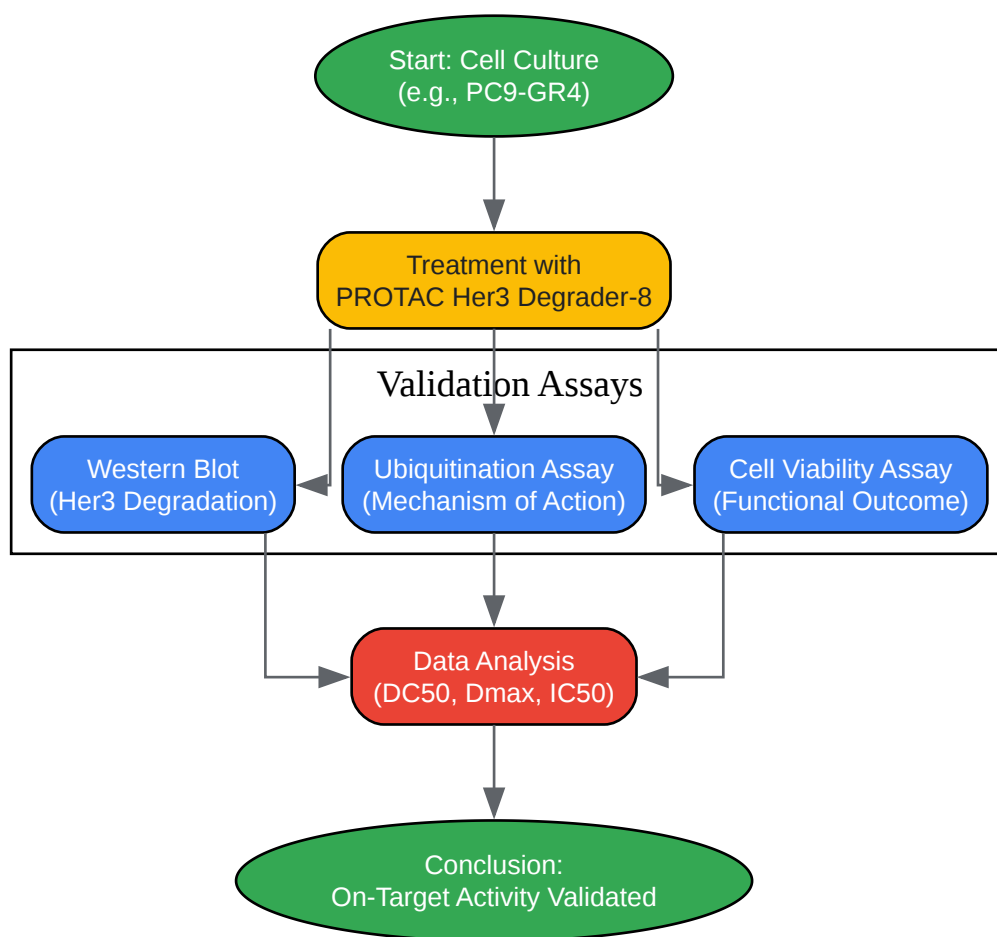 Start: Cell Culture
(e.g., PC9-GR4)
Treatment with
PROTAC Her3 Degrader-8
Validation Assays
Western Blot
(Her3 Degradation)
Ubiquitination Assay
(Mechanism of Action)
Cell Viability Assay
(Functional Outcome)
Data Analysis
(DC50, Dmax, IC50)
Conclusion:
On-Target Activity Validated